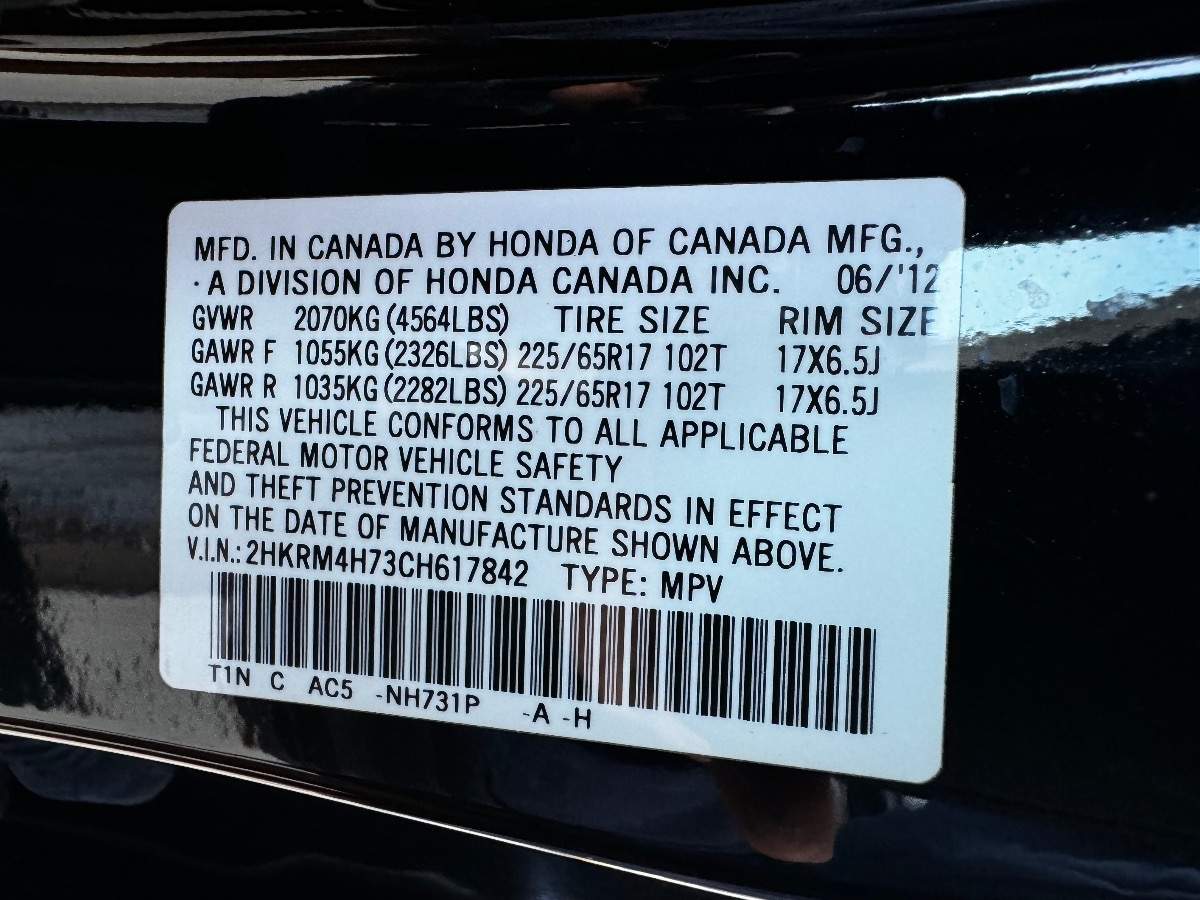 MFD. IN CANADA BY HONDA OF CANADA MFG.,
· A DIVISION OF HONDA CANADA INC. 06/'12
GVWR 2070KG (4564LBS) TIRE SIZE RIM SIZE
GAWR F 1055KG (2326LBS) 225/65R17 102T 17X6.5J
GAWR R 1035KG (2282LBS) 225/65R17 102T 17X6.5J
THIS VEHICLE CONFORMS TO ALL APPLICABLE
FEDERAL MOTOR VEHICLE SAFETY
AND THEFT PREVENTION STANDARDS IN EFFECT
ON THE DATE OF MANUFACTURE SHOWN ABOVE.
V.I.N.: 2HKRM4H73CH617842 TYPE: MPV
T1N C AC5 -NH731P -A -H